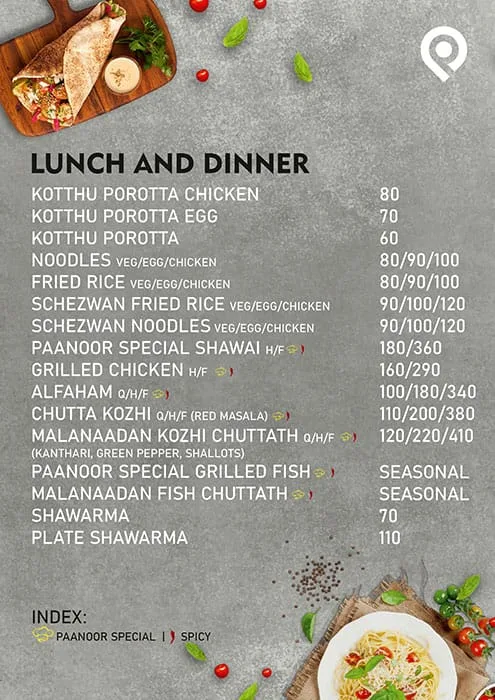 LUNCH AND DINNER
KOTTHU POROTTA CHICKEN 80
KOTTHU POROTTA EGG 70
KOTTHU POROTTA 60
NOODLES VEG/EGG/CHICKEN 80/90/100
FRIED RICE VEG/EGG/CHICKEN 80/90/100
SCHEZWAN FRIED RICE VEG/EGG/CHICKEN 90/100/120
SCHEZWAN NOODLES VEG/EGG/CHICKEN 90/100/120
PAANOOR SPECIAL SHAWAI H/F 180/360
GRILLED CHICKEN H/F 160/290
ALFAHAM Q/H/F 100/180/340
CHUTTA KOZHI Q/H/F (RED MASALA) 110/200/380
MALANAADAN KOZHI CHUTTATH Q/H/F 120/220/410
(KANTHARI, GREEN PEPPER, SHALLOTS)
PAANOOR SPECIAL GRILLED FISH SEASONAL
MALANAADAN FISH CHUTTATH SEASONAL
SHAWARMA 70
PLATE SHAWARMA 110
INDEX:
PAANOOR SPECIAL | SPICY